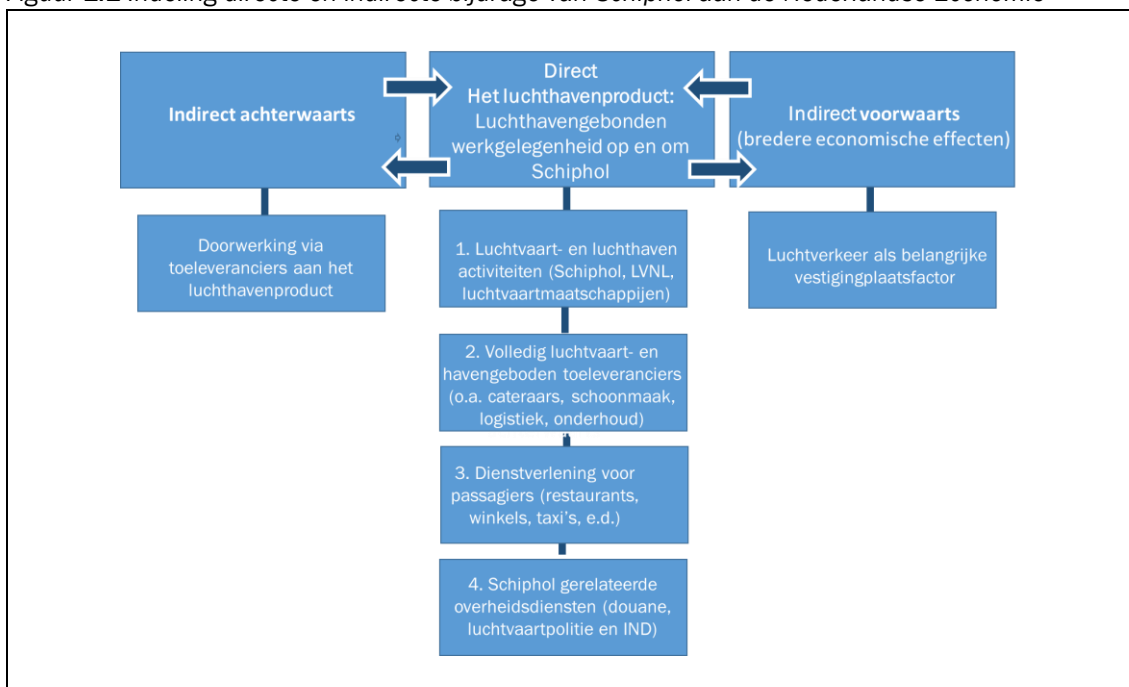 Figuur 2.1 Indeling directe en indirecte bijdrage van Schiphol aan de Nederlandse Economie
Indirect achterwaarts
Direct
Het luchthavenproduct:
Luchthavengebonden
werkgelegenheid op en om
Schiphol
Indirect voorwaarts
(bredere economische effecten)
Doorwerking via
toeleveranciers aan het
luchthavenproduct
1. Luchtvaart- en luchthaven
activiteiten (Schiphol, LVNL,
luchtvaartmaatschappijen)
Luchtverkeer als belangrijke
vestigingplaatsfactor
2. Volledig luchtvaart- en
havengeboden toeleveranciers
(o.a. cateraars, schoonmaak,
logistiek, onderhoud)
3. Dienstverlening voor
passagiers (restaurants,
winkels, taxi's, e.d.)
4. Schiphol gerelateerde
overheidsdiensten (douane,
luchtvaartpolitie en IND)